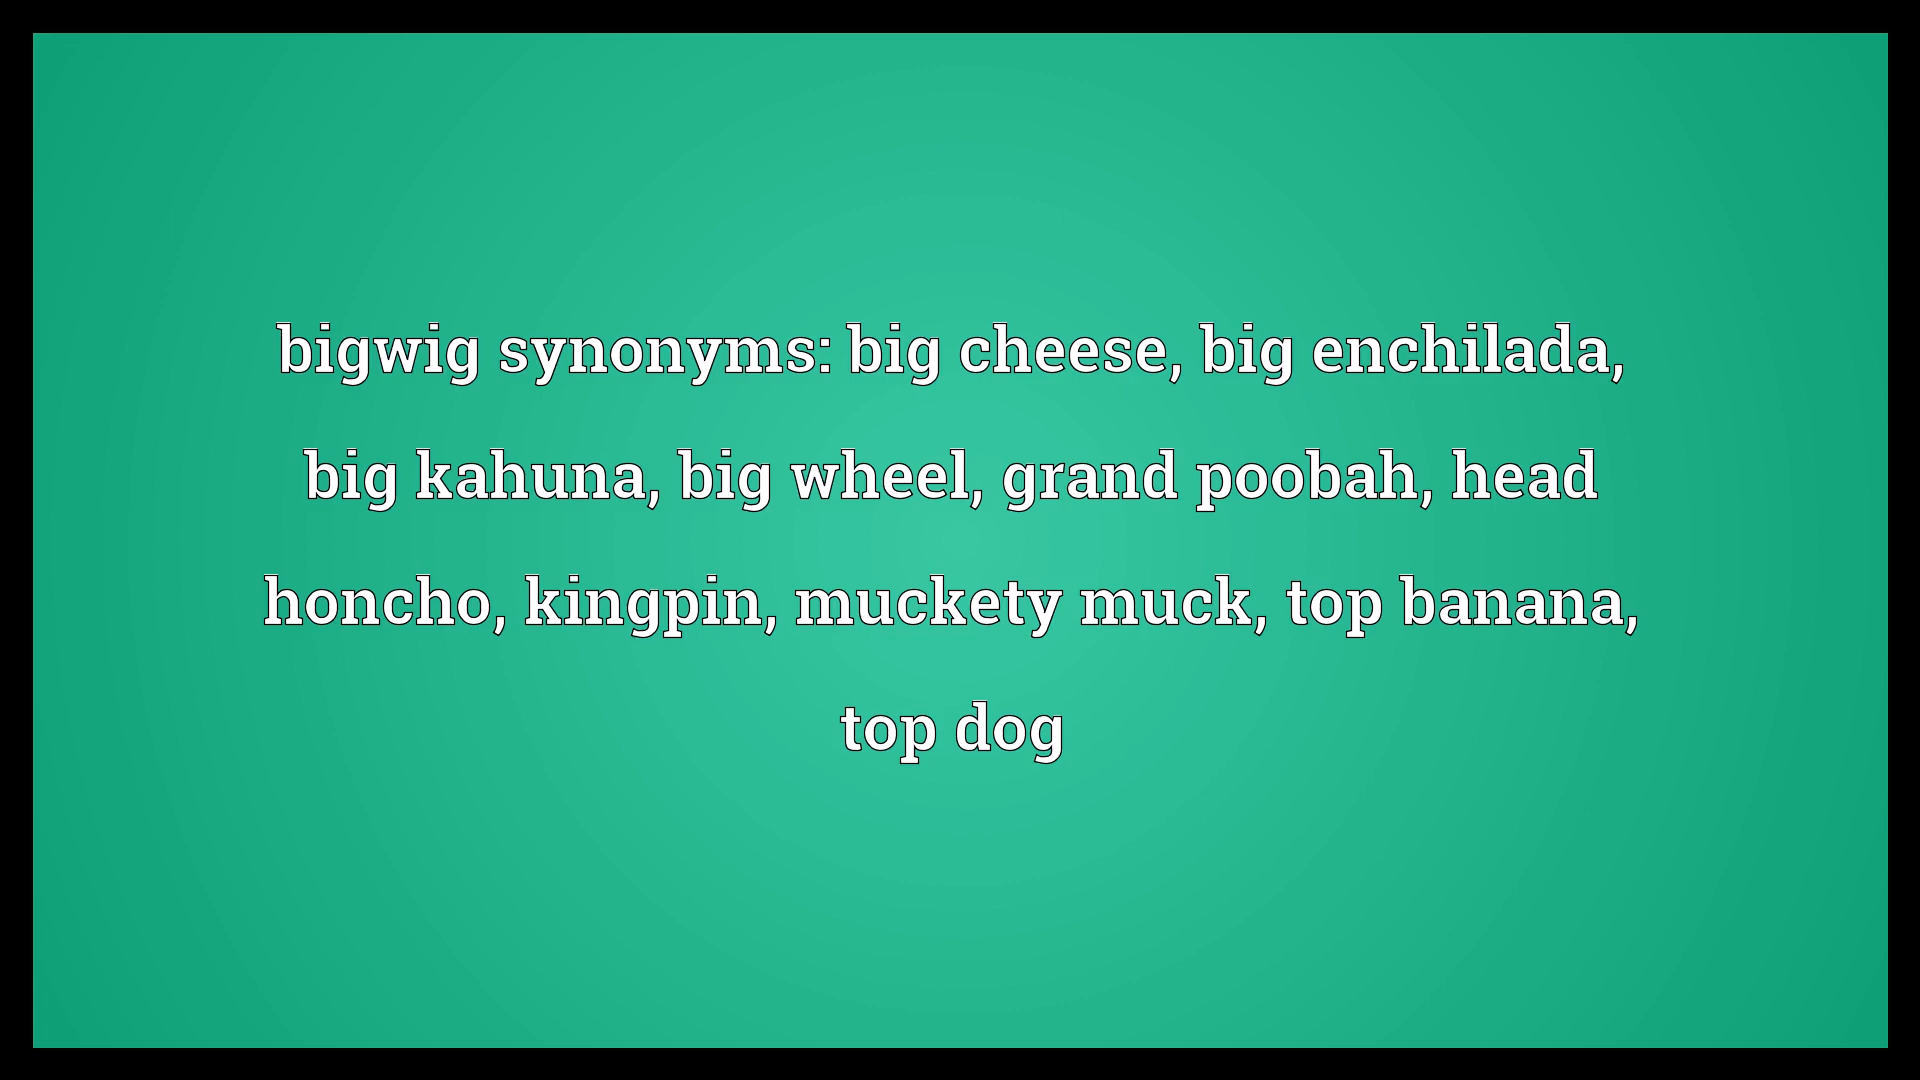 bigwig synonyms: big cheese, big enchilada,
big kahuna, big wheel, grand poobah, head
honcho, kingpin, muckety muck, top banana,
top dog